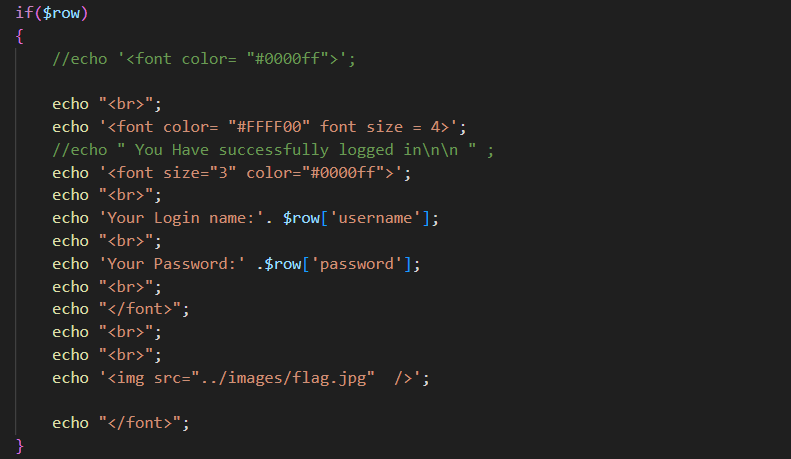 if($row)
{
//echo '<font color= "#0000ff">';
echo "<br>";
echo '<font color= "#FFFF00" font size = 4>';
//echo " You Have successfully logged in\n\n " ;
echo '<font size="3" color="#0000ff">';
echo "<br>";
echo 'Your Login name:'. $row['username'];
echo "<br>";
echo 'Your Password:' .$row['password'];
echo "<br>";
echo "</font>";
echo "<br>";
echo "<br>";
echo '<img src="../images/flag.jpg"  />';
echo "</font>";
}